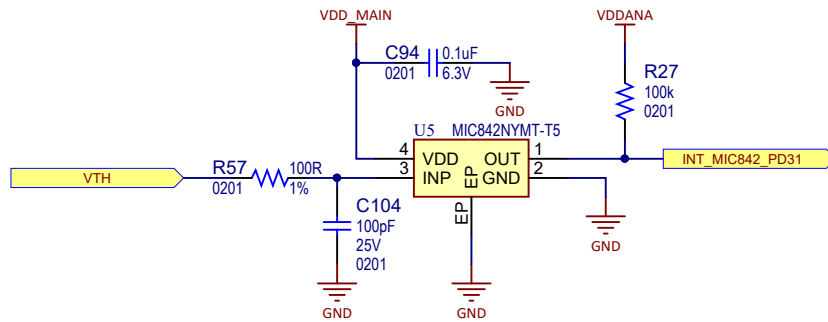 VDD_MAIN
VDDANA
C94
0.1uF
0201
6.3V
GND
R27
100k
0201
U5
MIC842NYMT-T5
4
VDD
OUT
1
3
INP
EP
GND
2
INT_MIC842_PD31
VTH
R57
100R
0201
1%
C104
100pF
25V
0201
EP
GND
GND
GND